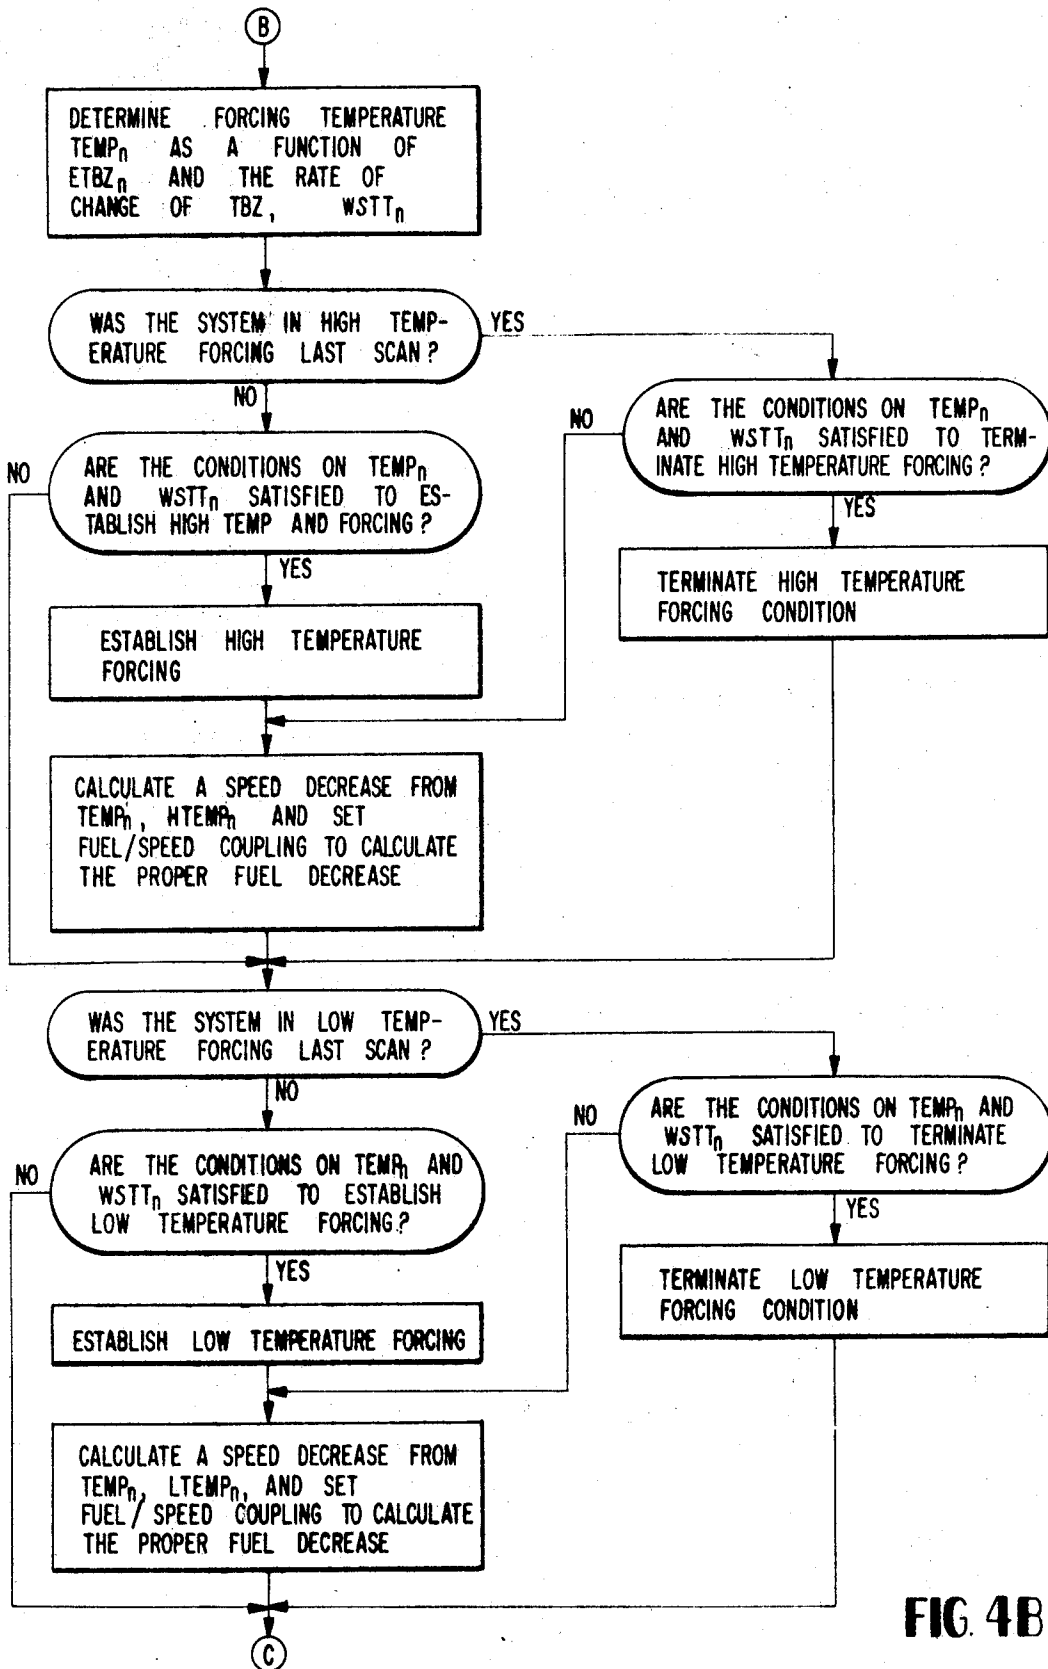 B
DETERMINE FORCING TEMPERATURE
TEMPn AS A FUNCTION OF
ETBZn AND THE RATE OF
CHANGE OF TBZ, WSTTn
WAS THE SYSTEM IN HIGH TEMP-
ERATURE FORCING LAST SCAN?
YES
NO
ARE THE CONDITIONS ON TEMPn
AND WSTTn SATISFIED TO TERM-
INATE HIGH TEMPERATURE FORCING?
NO
YES
ARE THE CONDITIONS ON TEMPn
AND WSTTn SATISFIED TO ES-
TABLISH HIGH TEMP AND FORCING?
NO
YES
TERMINATE HIGH TEMPERATURE
FORCING CONDITION
ESTABLISH HIGH TEMPERATURE
FORCING
CALCULATE A SPEED DECREASE FROM
TEMPn, HTEMPn AND SET
FUEL/SPEED COUPLING TO CALCULATE
THE PROPER FUEL DECREASE
WAS THE SYSTEM IN LOW TEMP-
ERATURE FORCING LAST SCAN?
YES
NO
ARE THE CONDITIONS ON TEMPn AND
WSTTn SATISFIED TO TERMINATE
LOW TEMPERATURE FORCING?
NO
YES
ARE THE CONDITIONS ON TEMPn AND
WSTTn SATISFIED TO ESTABLISH
LOW TEMPERATURE FORCING?
NO
YES
TERMINATE LOW TEMPERATURE
FORCING CONDITION
ESTABLISH LOW TEMPERATURE FORCING
CALCULATE A SPEED DECREASE FROM
TEMPn, LTEMPn, AND SET
FUEL/SPEED COUPLING TO CALCULATE
THE PROPER FUEL DECREASE
C
FIG. 4B